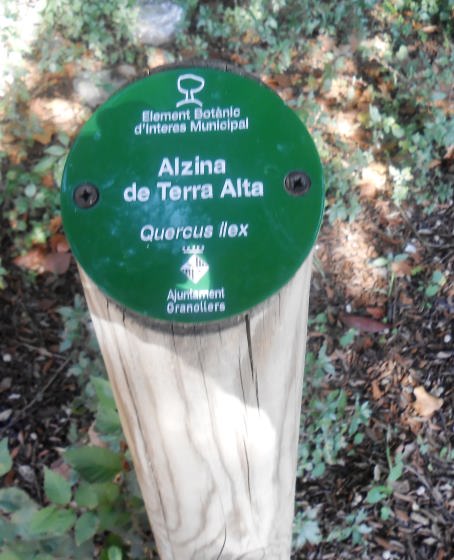 Element Botànic
d'Interès Municipal
Alzina
de Terra Alta
Quercus ilex
Ajuntament
Granollers